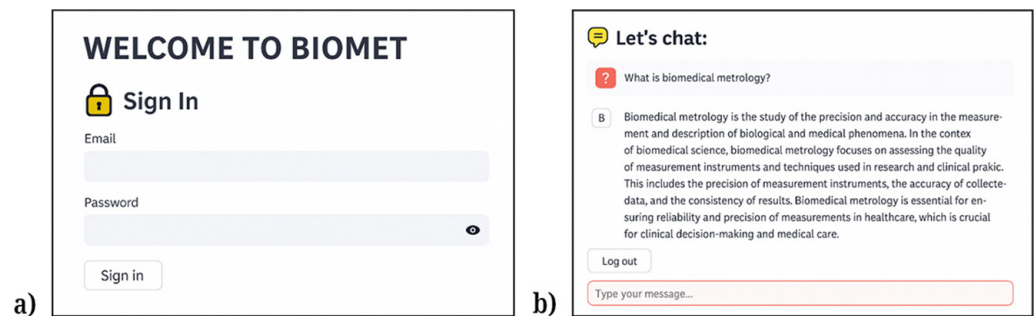 WELCOME TO BIOMET
Sign In
Email
Password
Sign in
a)
Let's chat:
? What is biomedical metrology?
B Biomedical metrology is the study of the precision and accuracy in the measure-
ment and description of biological and medical phenomena. In the contex
of biomedical science, biomedical metrology focuses on assessing the quality
of measurement instruments and techniques used in research and clinical prakic.
This includes the precision of measurement instruments, the accuracy of collecte-
data, and the consistency of results. Biomedical metrology is essential for en-
suring reliability and precision of measurements in healthcare, which is crucial
for clinical decision-making and medical care.
Log out
Type your message...
b)